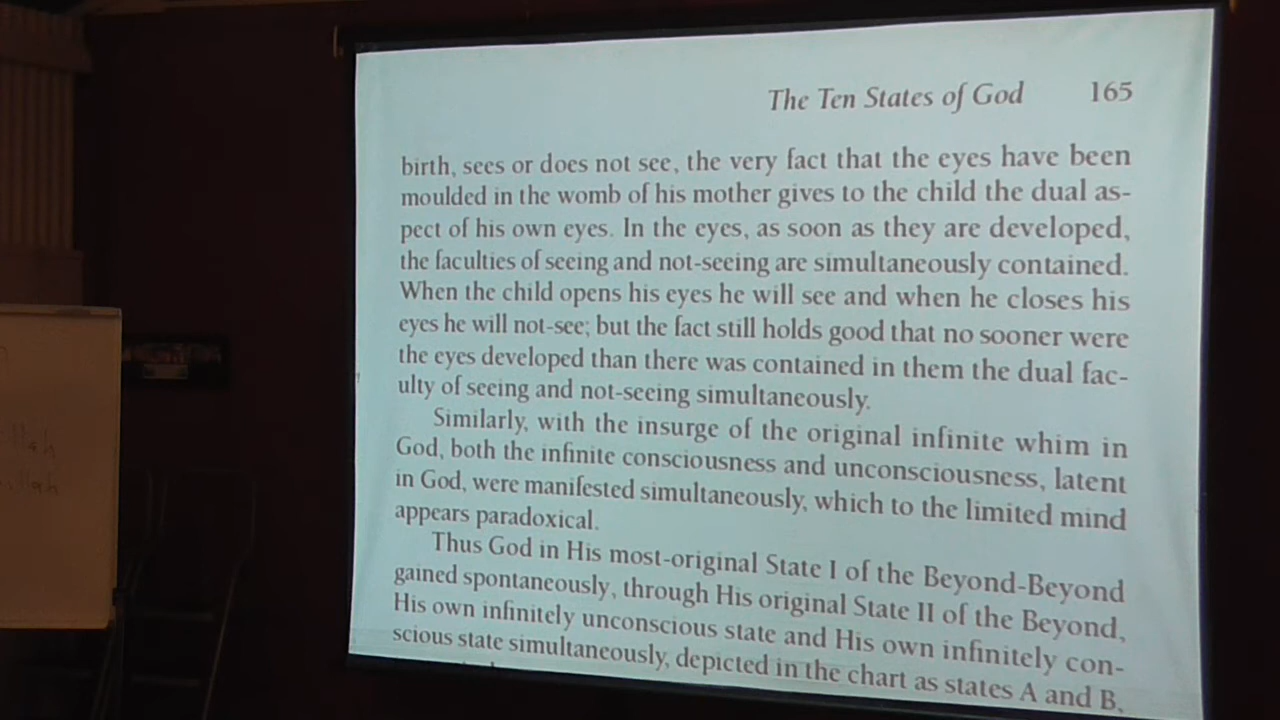 The Ten States of God 165
birth, sees or does not see, the very fact that the eyes have been
moulded in the womb of his mother gives to the child the dual as-
pect of his own eyes. In the eyes, as soon as they are developed,
the faculties of seeing and not-seeing are simultaneously contained.
When the child opens his eyes he will see and when he closes his
eyes he will not-see; but the fact still holds good that no sooner were
the eyes developed than there was contained in them the dual fac-
ulty of seeing and not-seeing simultaneously.
Similarly, with the insurge of the original infinite whim in
God, both the infinite consciousness and unconsciousness, latent
in God, were manifested simultaneously, which to the limited mind
appears paradoxical.
Thus God in His most-original State I of the Beyond-Beyond
gained spontaneously, through His original State II of the Beyond,
His own infinitely unconscious state and His own infinitely con-
scious state simultaneously, depicted in the chart as states A and B,